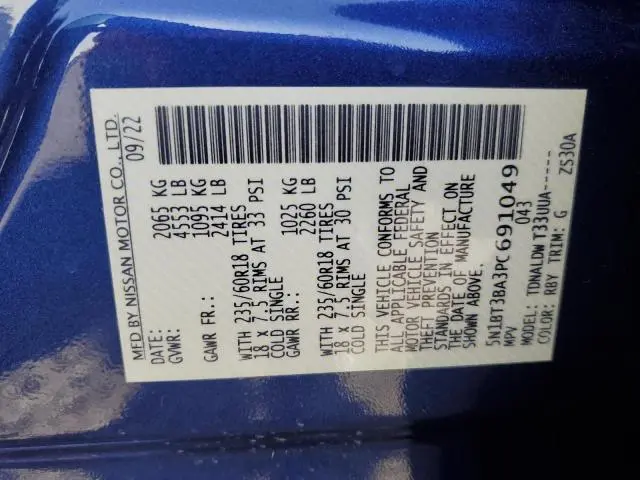 MFD BY NISSAN MOTOR CO., LTD.
DATE: 09/22
GVWR: 2065 KG
4553 LB
GAWR FR.: 1095 KG
2414 LB
WITH 235/60R18 TIRES
18 X 7.5 RIMS AT 33 PSI
COLD SINGLE
GAWR RR.: 1025 KG
2260 LB
WITH 235/60R18 TIRES
18 X 7.5 RIMS AT 30 PSI
COLD SINGLE
THIS VEHICLE CONFORMS TO
ALL APPLICABLE FEDERAL
MOTOR VEHICLE SAFETY AND
THEFT PREVENTION
STANDARDS IN EFFECT ON
THE DATE OF MANUFACTURE
SHOWN ABOVE.
5N1BT3BA3PC691049
MPV 043
MODEL: TDNALDW T33UUA-----
COLOR: RBY TRIM: G ZS30A